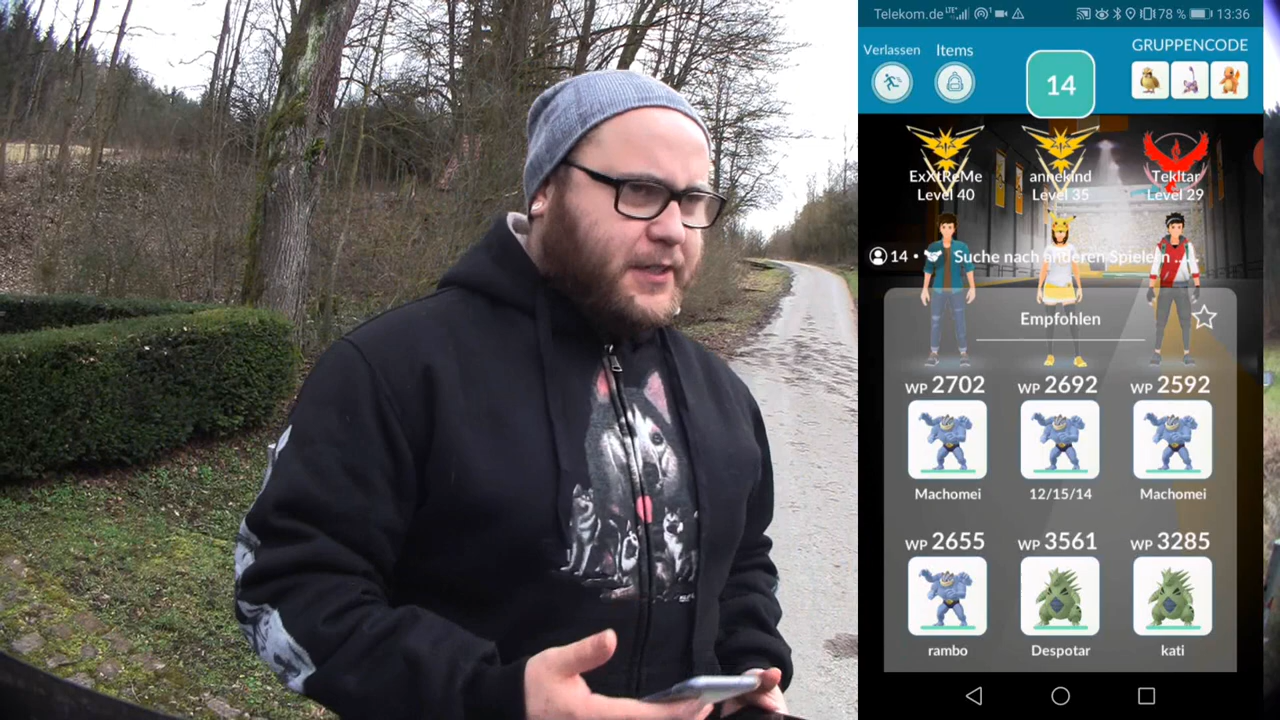 Telekom.de LTE 78 % 13:36
Verlassen Items GRUPPENCODE
14
ExXtReMe annekind Tekltar
Level 40 Level 35 Level 29
14 • Suche nach anderen Spielern .....
Empfohlen
WP 2702 WP 2692 WP 2592
Machomei 12/15/14 Machomei
WP 2655 WP 3561 WP 3285
rambo Despotar kati